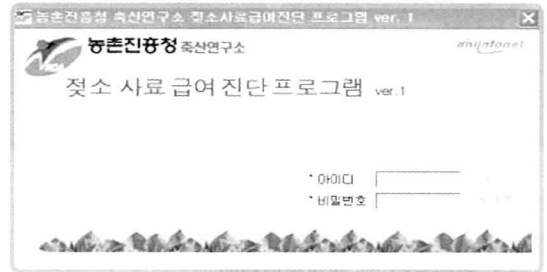 농촌진흥청 축산연구소 젖소사료급여진단 프로그램 ver. 1
농촌진흥청 축산연구소
aninfonet
젖소 사료 급여 진단 프로그램 ver.1
* 아이디
* 비밀번호